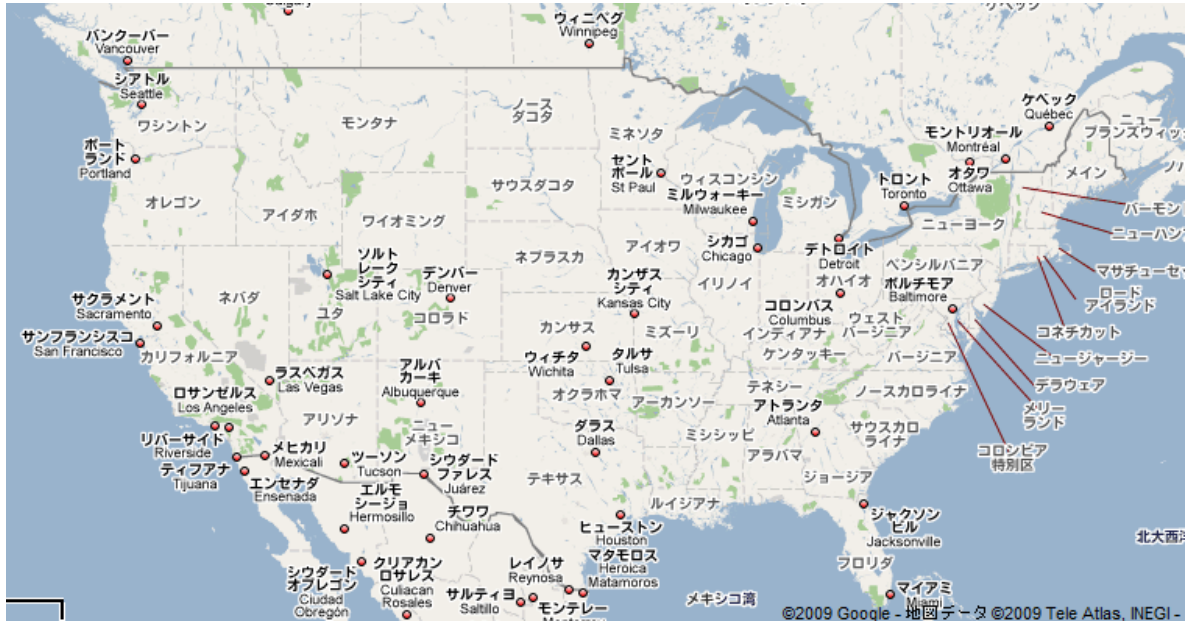 Calgary
ウィニペグ
Winnipeg
バンクーバー
Vancouver
シアトル
Seattle
ワシントン
モンタナ
ノース
ダコタ
ミネソタ
ケベック
Québec
ニュー
ブランズウィッ
モントリオール
Montréal
ポート
ランド
Portland
セント
ポール
St Paul
ウィスコンシン
オタワ
Ottawa
メイン
サウスダコタ
ミルウォーキー
Milwaukee
ミシガン
トロント
Toronto
オレゴン
アイダホ
ワイオミング
バーモント
ニューヨーク
ニューハンプ
アイオワ
シカゴ
Chicago
デトロイト
Detroit
ソルト
レーク
シティ
Salt Lake City
ネブラスカ
デンバー
Denver
カンザス
シティ
Kansas City
イリノイ
オハイオ
ペンシルバニア
ボルチモア
Baltimore
マサチューセッ
ロード
アイランド
サクラメント
Sacramento
ネバダ
ユタ
コロラド
コロンバス
Columbus
サンフランシスコ
San Francisco
カリフォルニア
カンサス
ミズーリ
インディアナ
ウェスト
バージニア
コネチカット
ウィチタ
Wichita
タルサ
Tulsa
ケンタッキー
バージニア
ニュージャージー
ラスベガス
Las Vegas
アルバ
カーキ
Albuquerque
オクラホマ
アーカンソー
テネシー
ノースカロライナ
デラウェア
ロサンゼルス
Los Angeles
アリゾナ
ニュー
メキシコ
ダラス
Dallas
ミシシッピ
アトランタ
Atlanta
サウスカロ
ライナ
メリー
ランド
リバーサイド
Riverside
メヒカリ
Mexicali
ツーソン
Tucson
シウダード
ファレス
Juárez
アラバマ
コロンビア
特別区
ティフアナ
Tijuana
エンセナダ
Ensenada
テキサス
ジョージア
エルモ
シージョ
Hermosillo
チワワ
Chihuahua
ルイジアナ
ヒューストン
Houston
ジャクソン
ビル
Jacksonville
北大西洋
シウダード
オブレゴン
Ciudad
Obregón
クリアカン
ロサレス
Culiacan
Rosales
レイノサ
Reynosa
マタモロス
Heroica
Matamoros
フロリダ
サルティヨ
Saltillo
モンテレー
Monterrey
メキシコ湾
マイアミ
Miami
©2009 Google - 地図データ ©2009 Tele Atlas, INEGI -